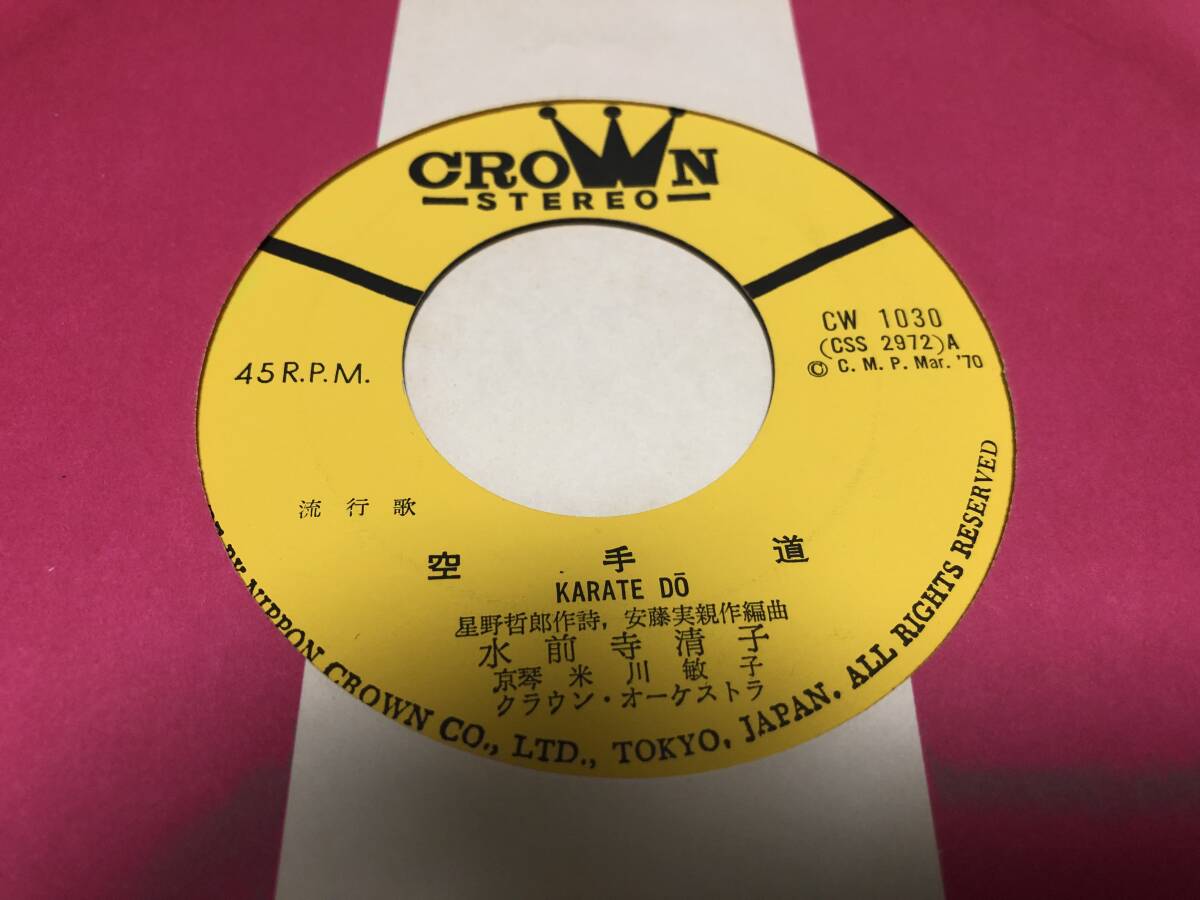 CROWN
STEREO
CW 1030
(CSS 2972) A
© C. M. P. Mar. '70
45 R.P.M.
流行歌
空手道
KARATE DŌ
星野哲郎作詩, 安藤実親作編曲
水前寺清子
京琴 米川敏子
クラウン・オーケストラ
BY NIPPON CROWN CO., LTD., TOKYO, JAPAN. ALL RIGHTS RESERVED